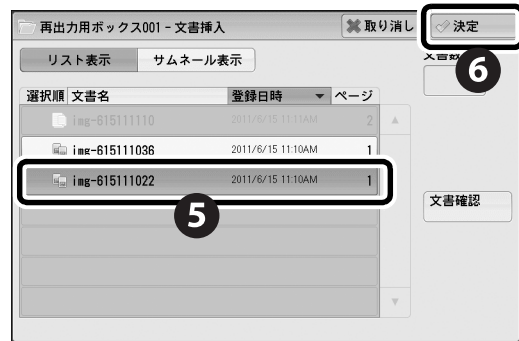 再出力用ボックス001 - 文書挿入
取り消し
決定
リスト表示
サムネール表示
6
選択順 文書名 登録日時 ページ
img-615111110 2011/6/15 11:11AM 2
img-615111036 2011/6/15 11:10AM 1
img-615111022 2011/6/15 11:10AM 1
5
文書確認